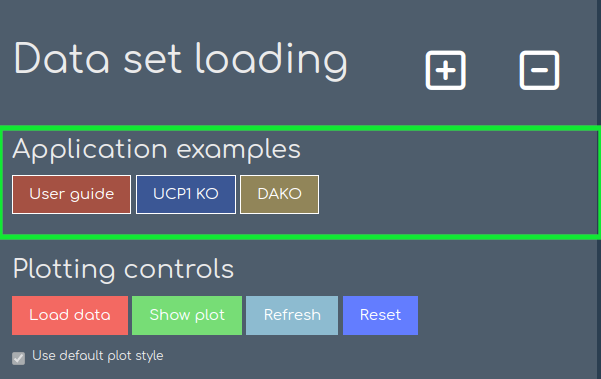 Data set loading
Application examples
User guide UCP1 KO DAKO
Plotting controls
Load data Show plot Refresh Reset
Use default plot style